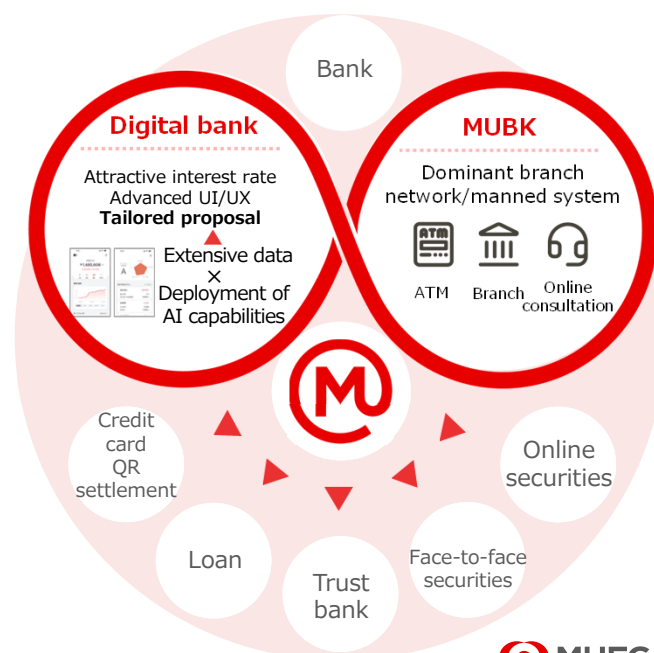 Bank
Digital bank
Attractive interest rate
Advanced UI/UX
Tailored proposal
Extensive data
×
Deployment of
AI capabilities
MUBK
Dominant branch
network/manned system
ATM
ATM
Branch
Online
consultation
M
Credit
card
QR
settlement
Loan
Trust
bank
Face-to-face
securities
Online
securities